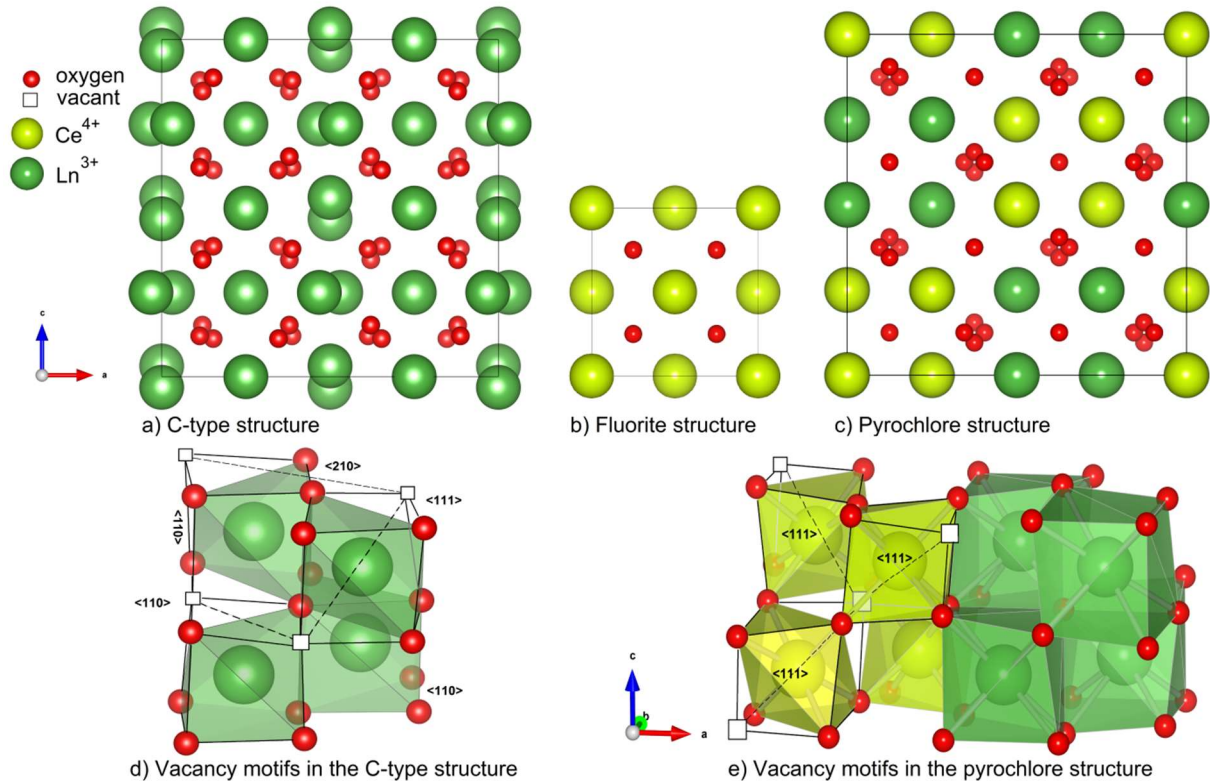 oxygen
vacant
Ce4+
Ln3+
c
a
a) C-type structure
b) Fluorite structure
c) Pyrochlore structure
<210>
<111>
<110>
<110>
<110>
<111>
<111>
<111>
c
b
a
d) Vacancy motifs in the C-type structure
e) Vacancy motifs in the pyrochlore structure